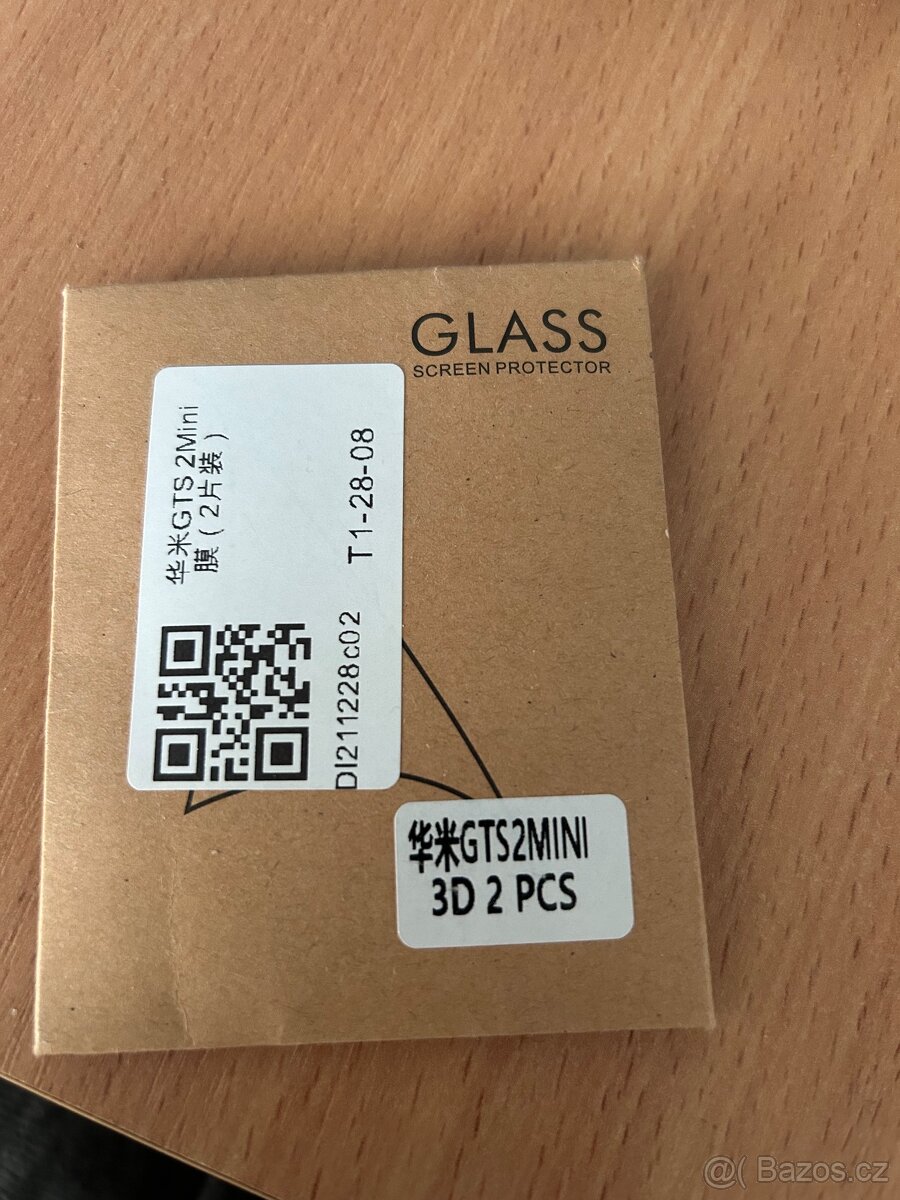 GLASS
SCREEN PROTECTOR
华米GTS 2Mini
膜（2片装）
T1-28-08
DI211228c02
华米GTS2MINI
3D 2 PCS
@( Bazos.cz